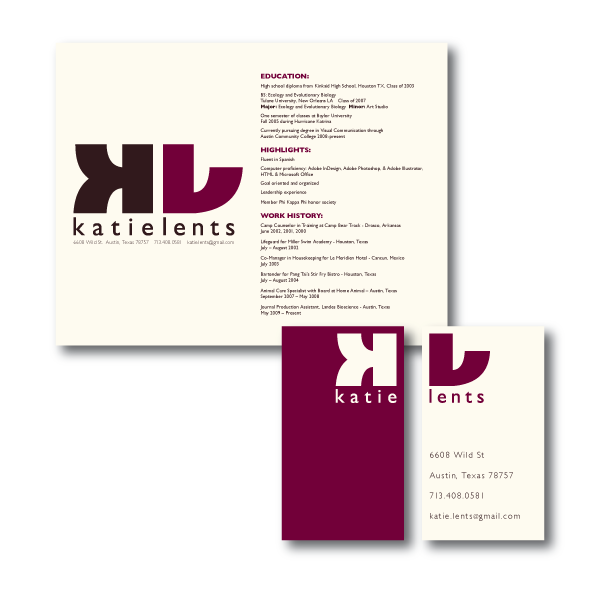 KL
katielents
6608 Wild St   Austin, Texas 78757   713.408.0581   katielents@gmail.com
EDUCATION:
High school diploma from Kinkaid High School, Houston TX, Class of 2003
BS: Ecology and Evolutionary Biology
Tulane University, New Orleans LA   Class of 2007
Major: Ecology and Evolutionary Biology  Minor: Art Studio
One semester of classes at Baylor University
Fall 2005 during Hurricane Katrina
Currently pursuing degree in Visual Communication through
Austin Community College 2008-present
HIGHLIGHTS:
Fluent in Spanish
Computer proficiency: Adobe InDesign, Adobe Photoshop, & Adobe Illustrator,
HTML & Microsoft Office
Goal oriented and organized
Leadership experience
Member Phi Kappa Phi honor society
WORK HISTORY:
Camp Counselor in Training at Camp Bear Track - Drasco, Arkansas
June 2002, 2001, 2000
Lifeguard for Miller Swim Academy - Houston, Texas
July – August 2002
Co-Manager in Housekeeping for Le Meridien Hotel - Cancun, Mexico
July 2003
Bartender for Pang Tai's Stir Fry Bistro - Houston, Texas
July – August 2004
Animal Care Specialist with Board at Home Animal – Austin, Texas
September 2007 – May 2008
Journal Production Assistant, Landes Bioscience - Austin, Texas
May 2009 – Present
K
katie
L
lents
6608 Wild St
Austin, Texas 78757
713.408.0581
katie.lents@gmail.com